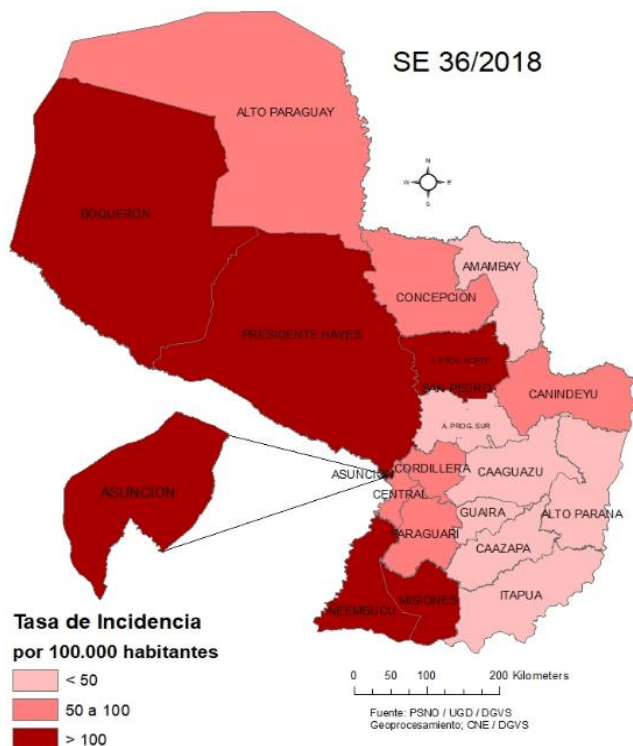 SE 36/2018
ALTO PARAGUAY
N
W E
S
BOQUERON
AMAMBAY
CONCEPCION
PRESIDENTE HAYES
A. PROG. NORTE
SAN PEDRO
CANINDEYU
A. PROG. SUR
ASUNCION
CORDILLERA
CAAGUAZU
ASUNCION
CENTRAL
GUAIRA
ALTO PARANA
PARAGUARI
CAAZAPA
ITAPUA
MISIONES
ÑEEMBUCU
Tasa de Incidencia
por 100.000 habitantes
< 50
50 a 100
> 100
0 50 100 200 Kilometers
Fuente: PSNO / UGD / DGVS
Geoprocesamiento; CNE / DGVS